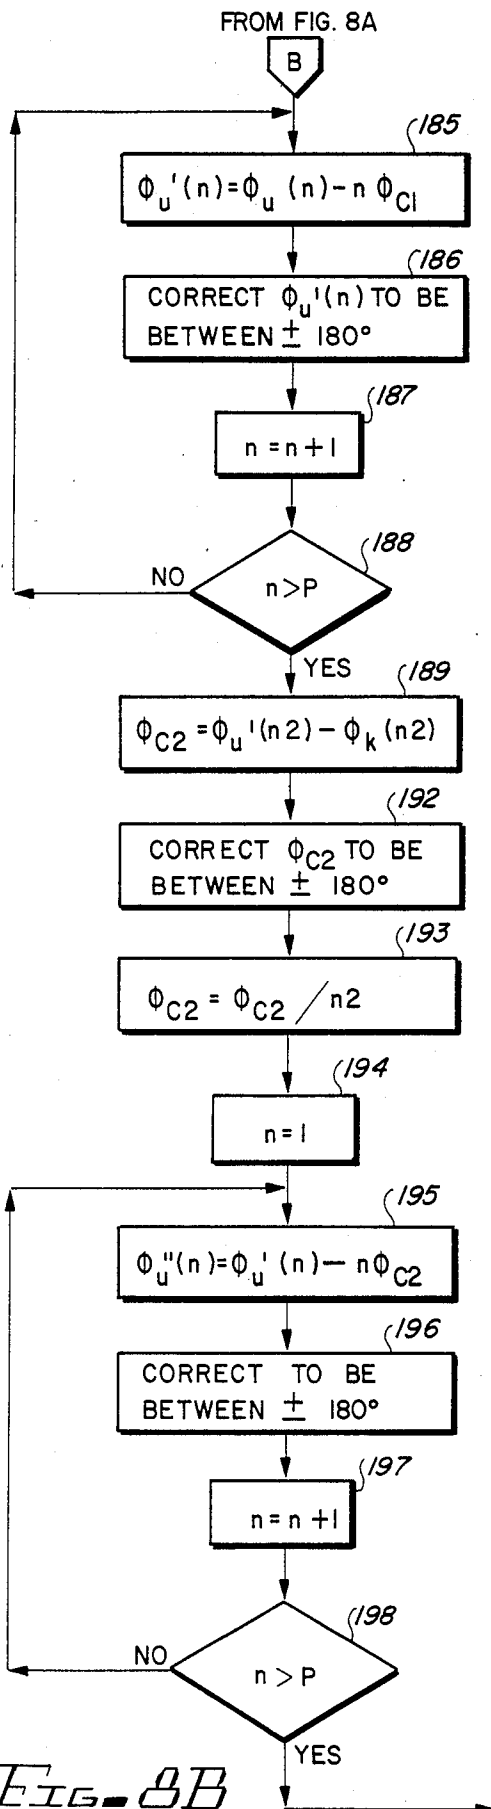 FROM FIG. 8A
B
185
ϕu'(n)=ϕu (n)-n ϕC1
186
CORRECT ϕu'(n) TO BE
BETWEEN ± 180°
187
n = n + 1
188
n > P
NO
YES
189
ϕC2 = ϕu'(n2) - ϕk (n2)
192
CORRECT ϕC2 TO BE
BETWEEN ± 180°
193
ϕC2 = ϕC2 / n2
194
n = 1
195
ϕu"(n)=ϕu' (n) - nϕC2
196
CORRECT TO BE
BETWEEN ± 180°
197
n = n + 1
198
n > P
NO
YES
FIG. 8B